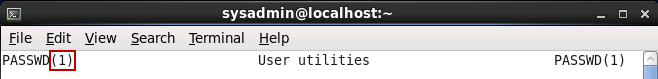 sysadmin@localhost:~
File Edit View Search Terminal Help
PASSWD(1) User utilities PASSWD(1)